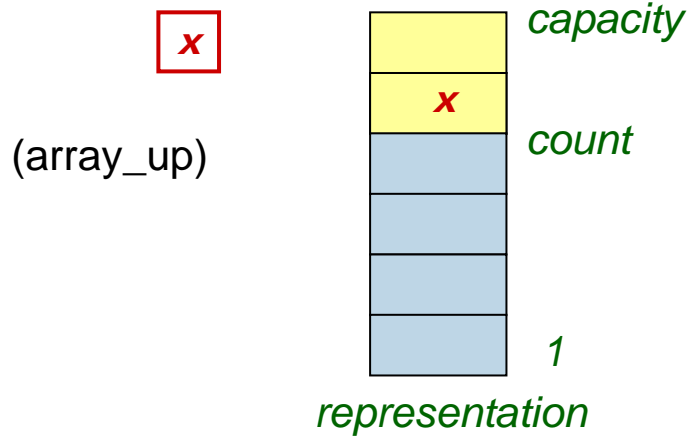 x
capacity
x
count
(array_up)
1
representation